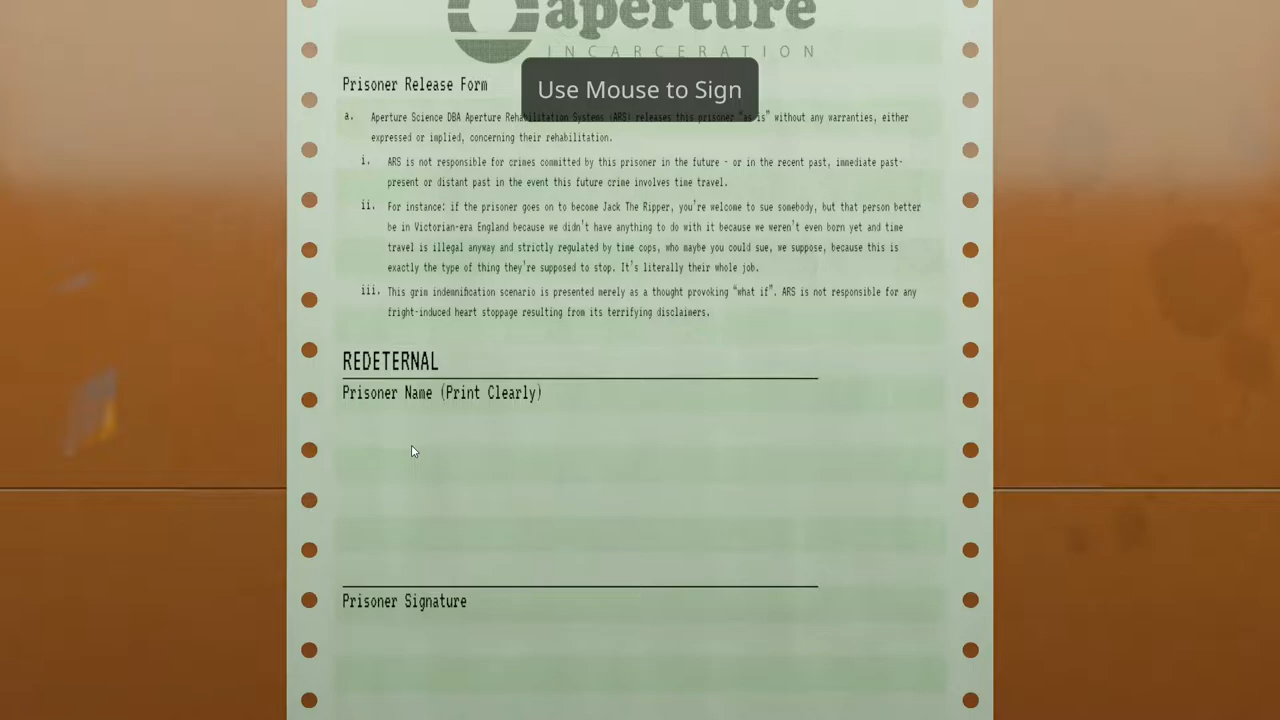 aperture
INCARCERATION
Use Mouse to Sign
Prisoner Release Form
a. Aperture Science DBA Aperture Rehabilitation Systems (ARS) releases this prisoner "as is" without any warranties, either
expressed or implied, concerning their rehabilitation.
i. ARS is not responsible for crimes committed by this prisoner in the future - or in the recent past, immediate past-
present or distant past in the event this future crime involves time travel.
ii. For instance: if the prisoner goes on to become Jack The Ripper, you're welcome to sue somebody, but that person better
be in Victorian-era England because we didn't have anything to do with it because we weren't even born yet and time
travel is illegal anyway and strictly regulated by time cops, who maybe you could sue, we suppose, because this is
exactly the type of thing they're supposed to stop. It's literally their whole job.
iii. This grim indemnification scenario is presented merely as a thought provoking "what if". ARS is not responsible for any
fright-induced heart stoppage resulting from its terrifying disclaimers.
REDETERNAL
Prisoner Name (Print Clearly)
Prisoner Signature